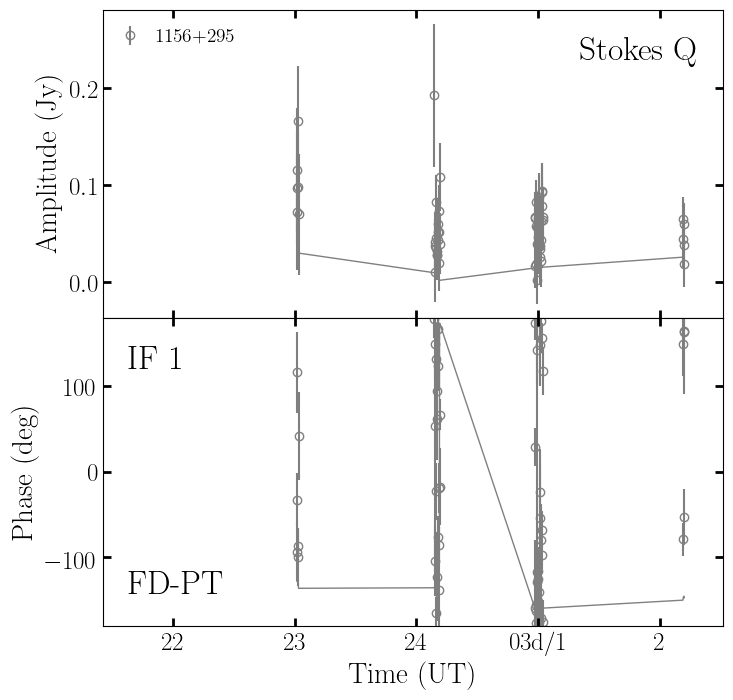 1156+295
Stokes Q
Amplitude (Jy)
0.2
0.1
0.0
IF 1
FD-PT
Phase (deg)
100
0
−100
22 23 24 03d/1 2
Time (UT)